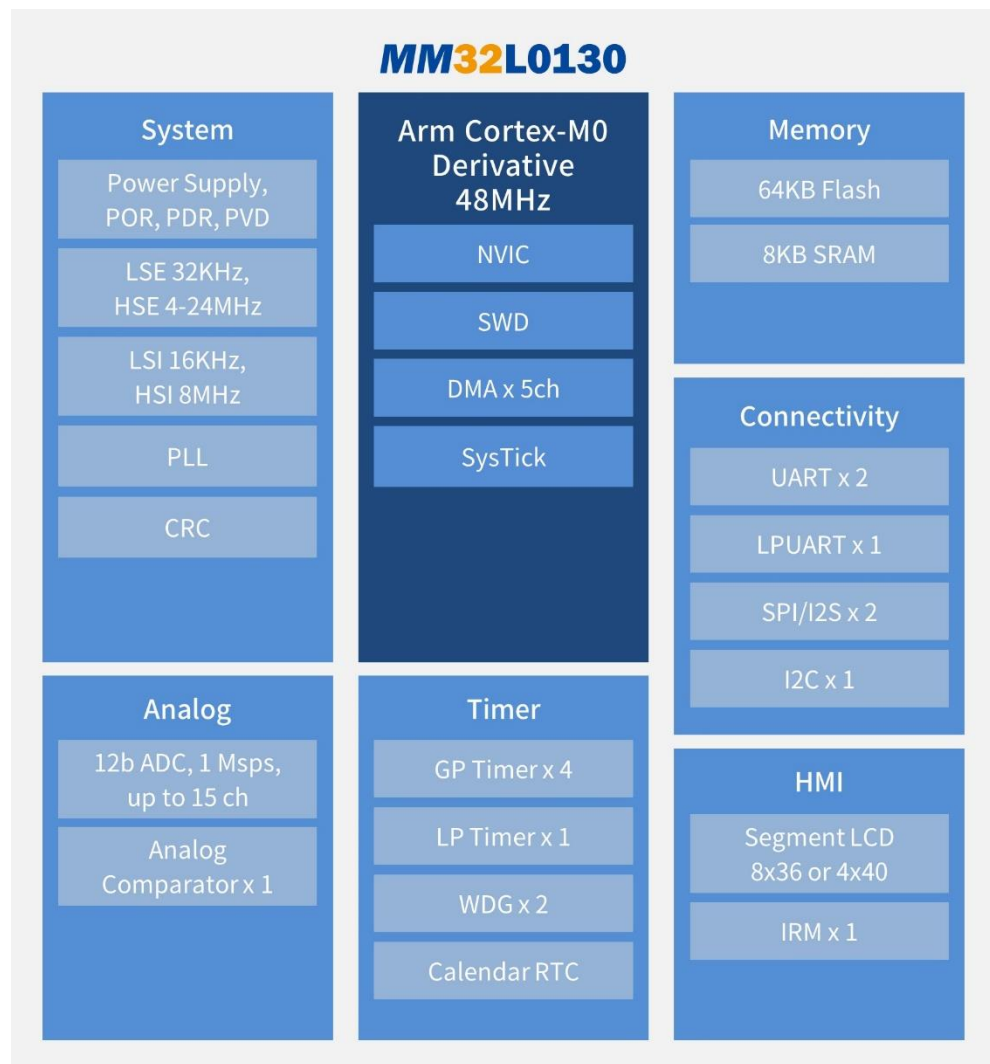 MM32L0130
System
Power Supply,
POR, PDR, PVD
LSE 32KHz,
HSE 4-24MHz
LSI 16KHz,
HSI 8MHz
PLL
CRC
Arm Cortex-M0
Derivative
48MHz
NVIC
SWD
DMA x 5ch
SysTick
Memory
64KB Flash
8KB SRAM
Connectivity
UART x 2
LPUART x 1
SPI/I2S x 2
I2C x 1
Analog
12b ADC, 1 Msps,
up to 15 ch
Analog
Comparator x 1
Timer
GP Timer x 4
LP Timer x 1
WDG x 2
Calendar RTC
HMI
Segment LCD
8x36 or 4x40
IRM x 1